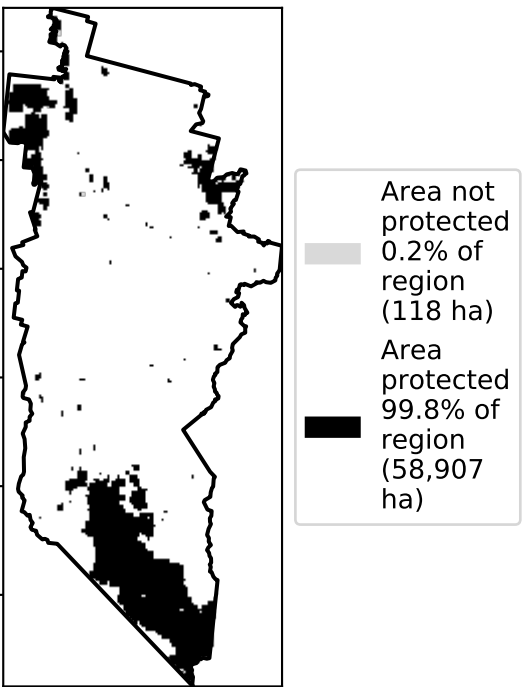 Area not
protected
0.2% of
region
(118 ha)
Area
protected
99.8% of
region
(58,907
ha)